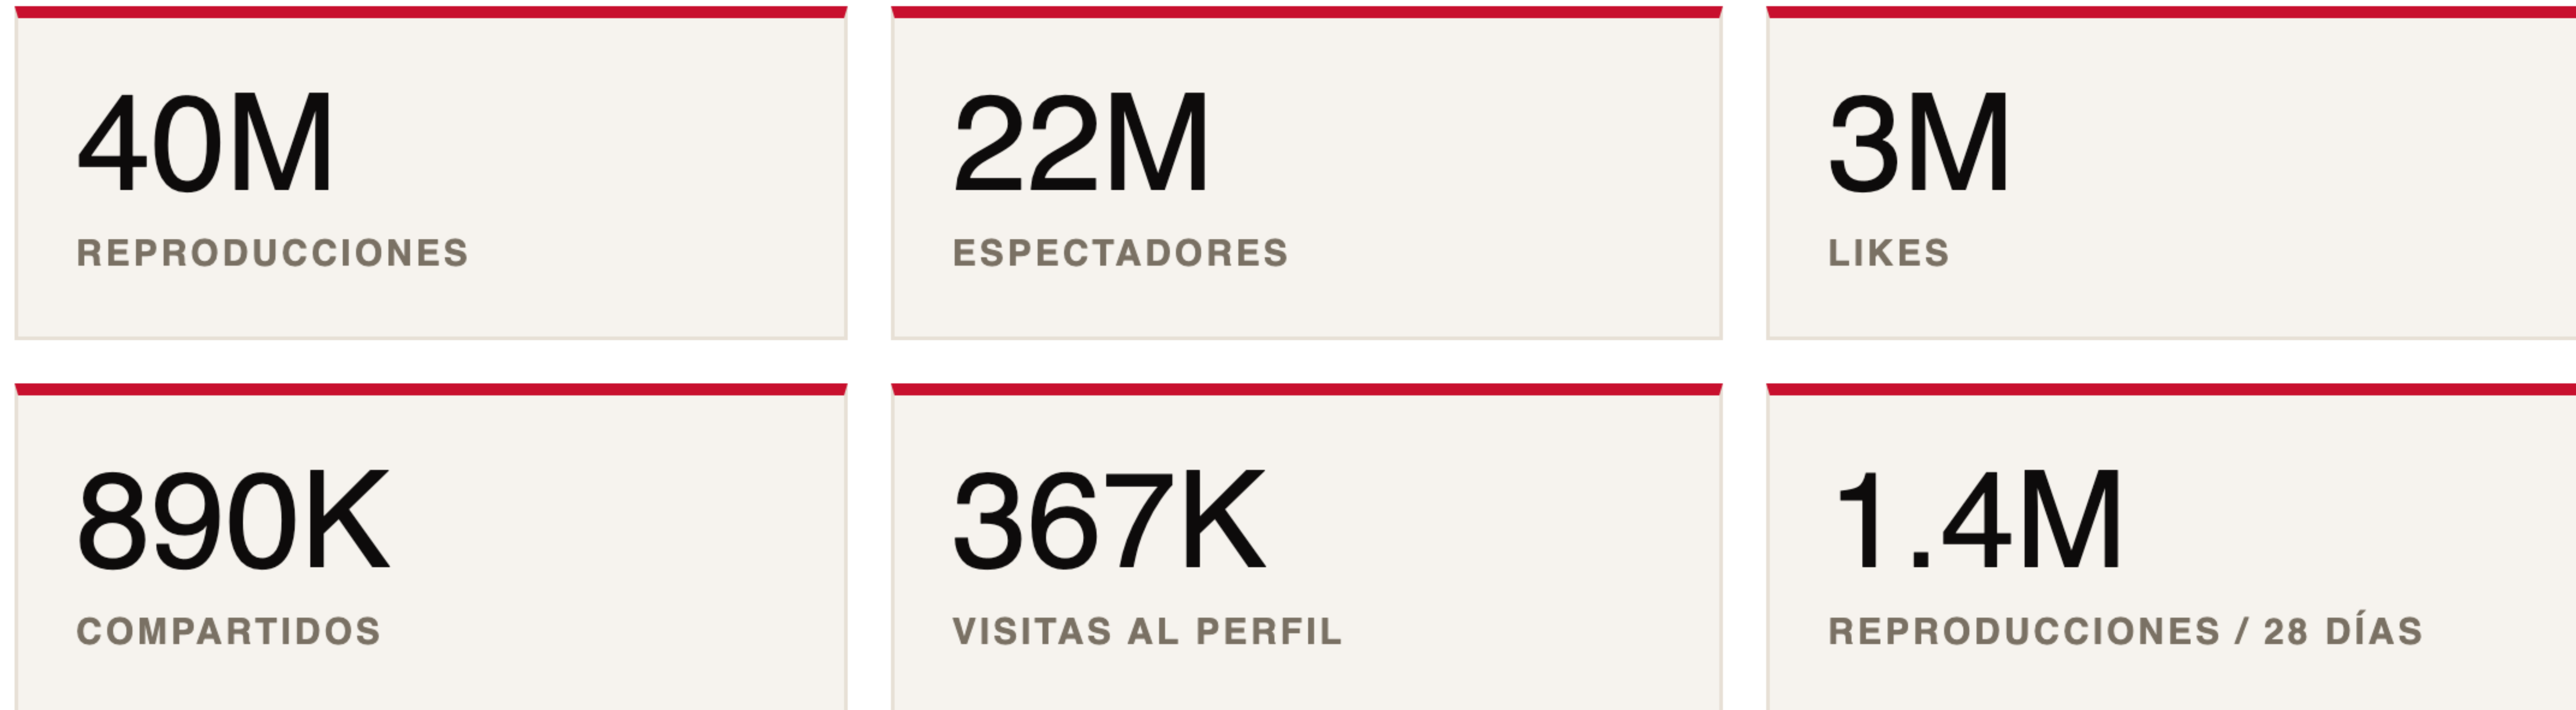 40M
REPRODUCCIONES
22M
ESPECTADORES
3M
LIKES
890K
COMPARTIDOS
367K
VISITAS AL PERFIL
1.4M
REPRODUCCIONES / 28 DÍAS